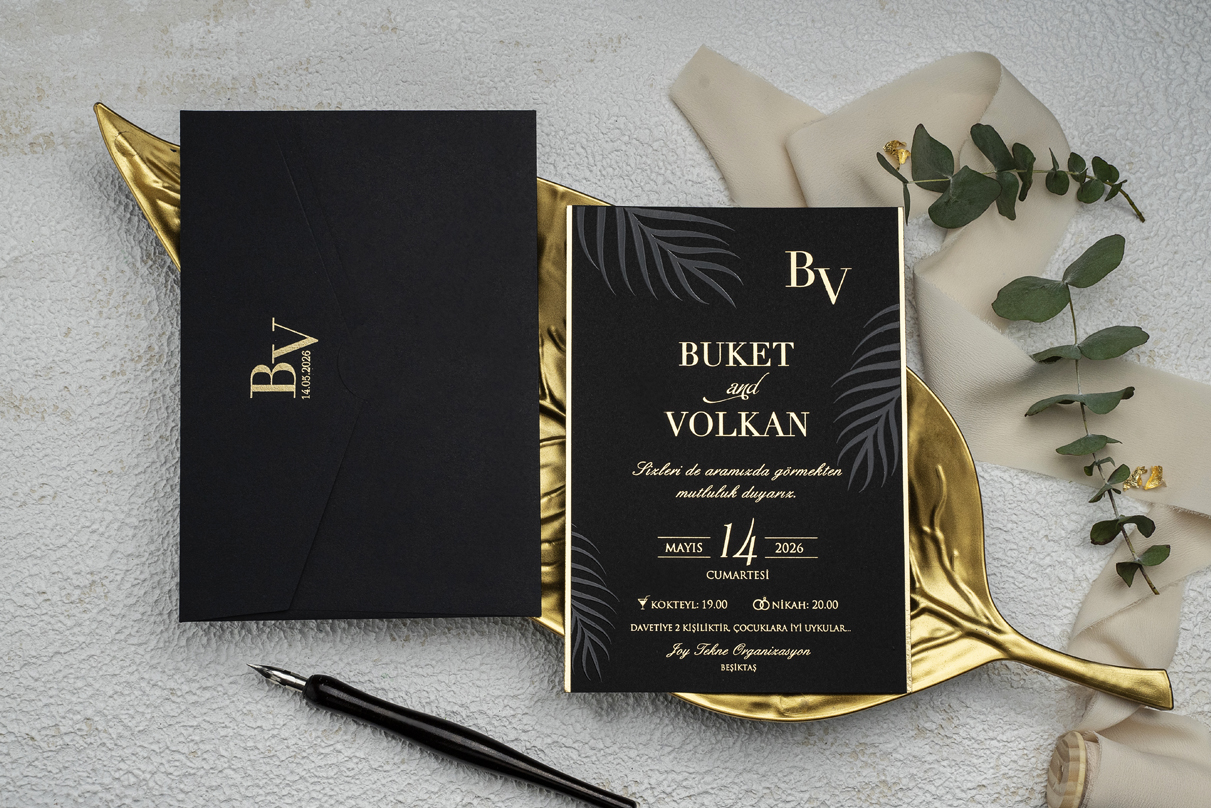 BV
14.05.2026
BV
BUKET
and
VOLKAN
Sizleri de aramızda görmekten
mutluluk duyarız.
MAYIS 14 2026
CUMARTESİ
KOKTEYL: 19.00 NİKAH: 20.00
DAVETİYE 2 KİŞİLİKTİR, ÇOCUKLARA İYİ UYKULAR...
Joy Tekne Organizasyon
BEŞİKTAŞ